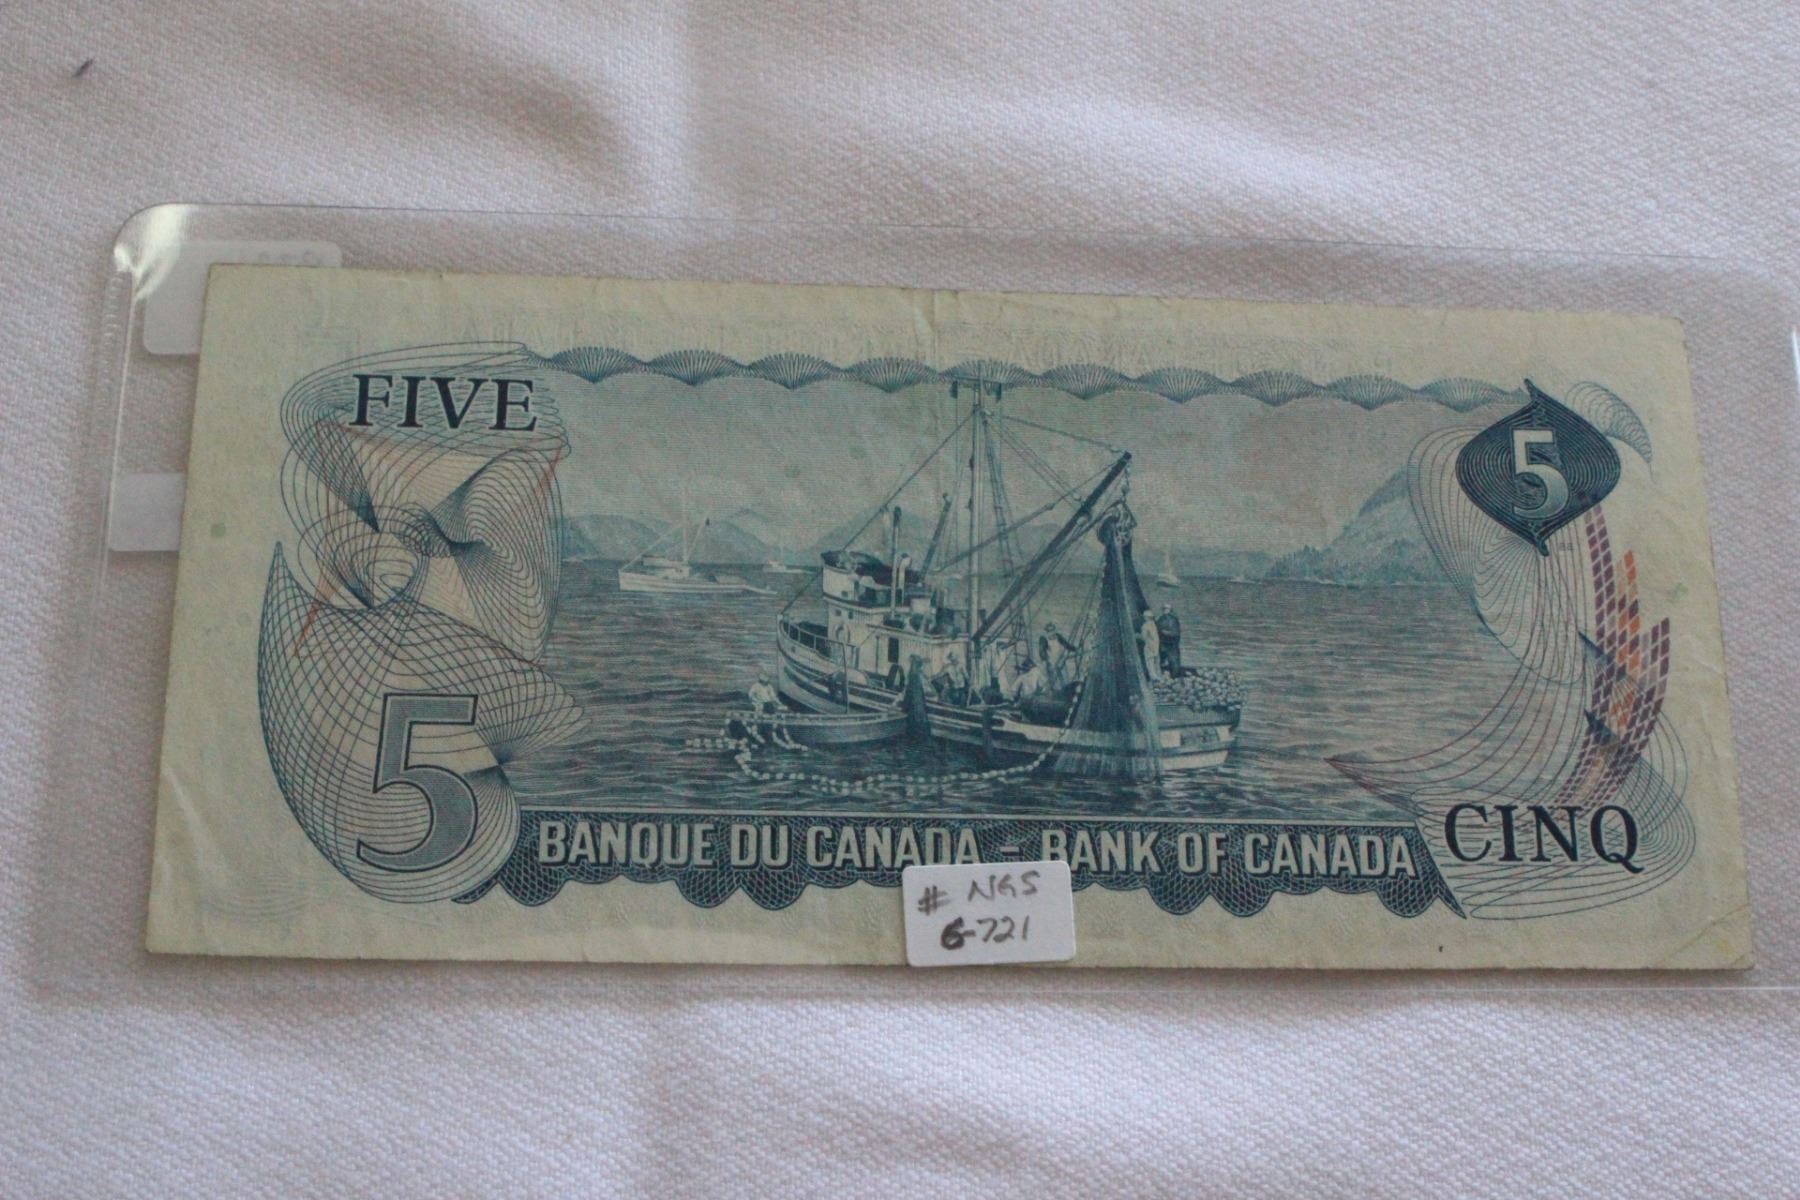 FIVE
5
5
BANQUE DU CANADA – BANK OF CANADA
CINQ
# NGS
6-721